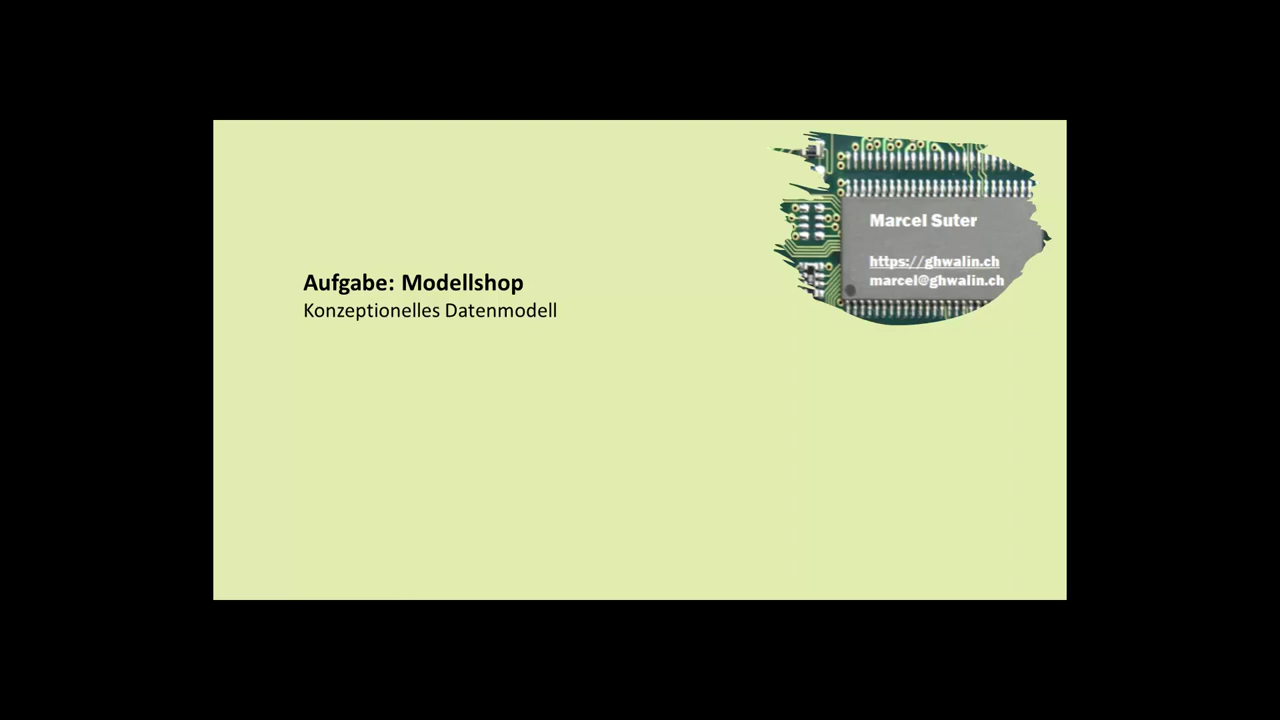 Marcel Suter
https://ghwalin.ch
marcel@ghwalin.ch
Aufgabe: Modellshop
Konzeptionelles Datenmodell